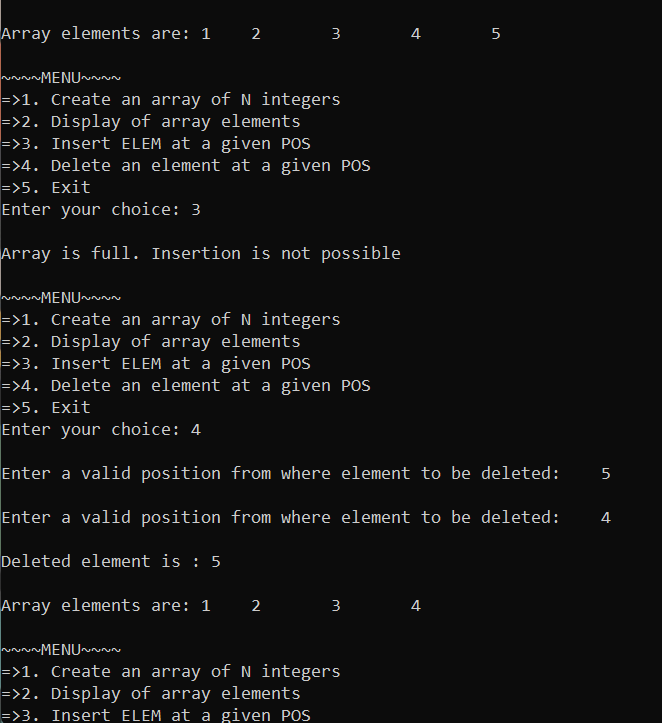 Array elements are: 1    2       3       4       5
~~~~MENU~~~~
=>1. Create an array of N integers
=>2. Display of array elements
=>3. Insert ELEM at a given POS
=>4. Delete an element at a given POS
=>5. Exit
Enter your choice: 3
Array is full. Insertion is not possible
~~~~MENU~~~~
=>1. Create an array of N integers
=>2. Display of array elements
=>3. Insert ELEM at a given POS
=>4. Delete an element at a given POS
=>5. Exit
Enter your choice: 4
Enter a valid position from where element to be deleted:    5
Enter a valid position from where element to be deleted:    4
Deleted element is : 5
Array elements are: 1    2       3       4
~~~~MENU~~~~
=>1. Create an array of N integers
=>2. Display of array elements
=>3. Insert ELEM at a given POS